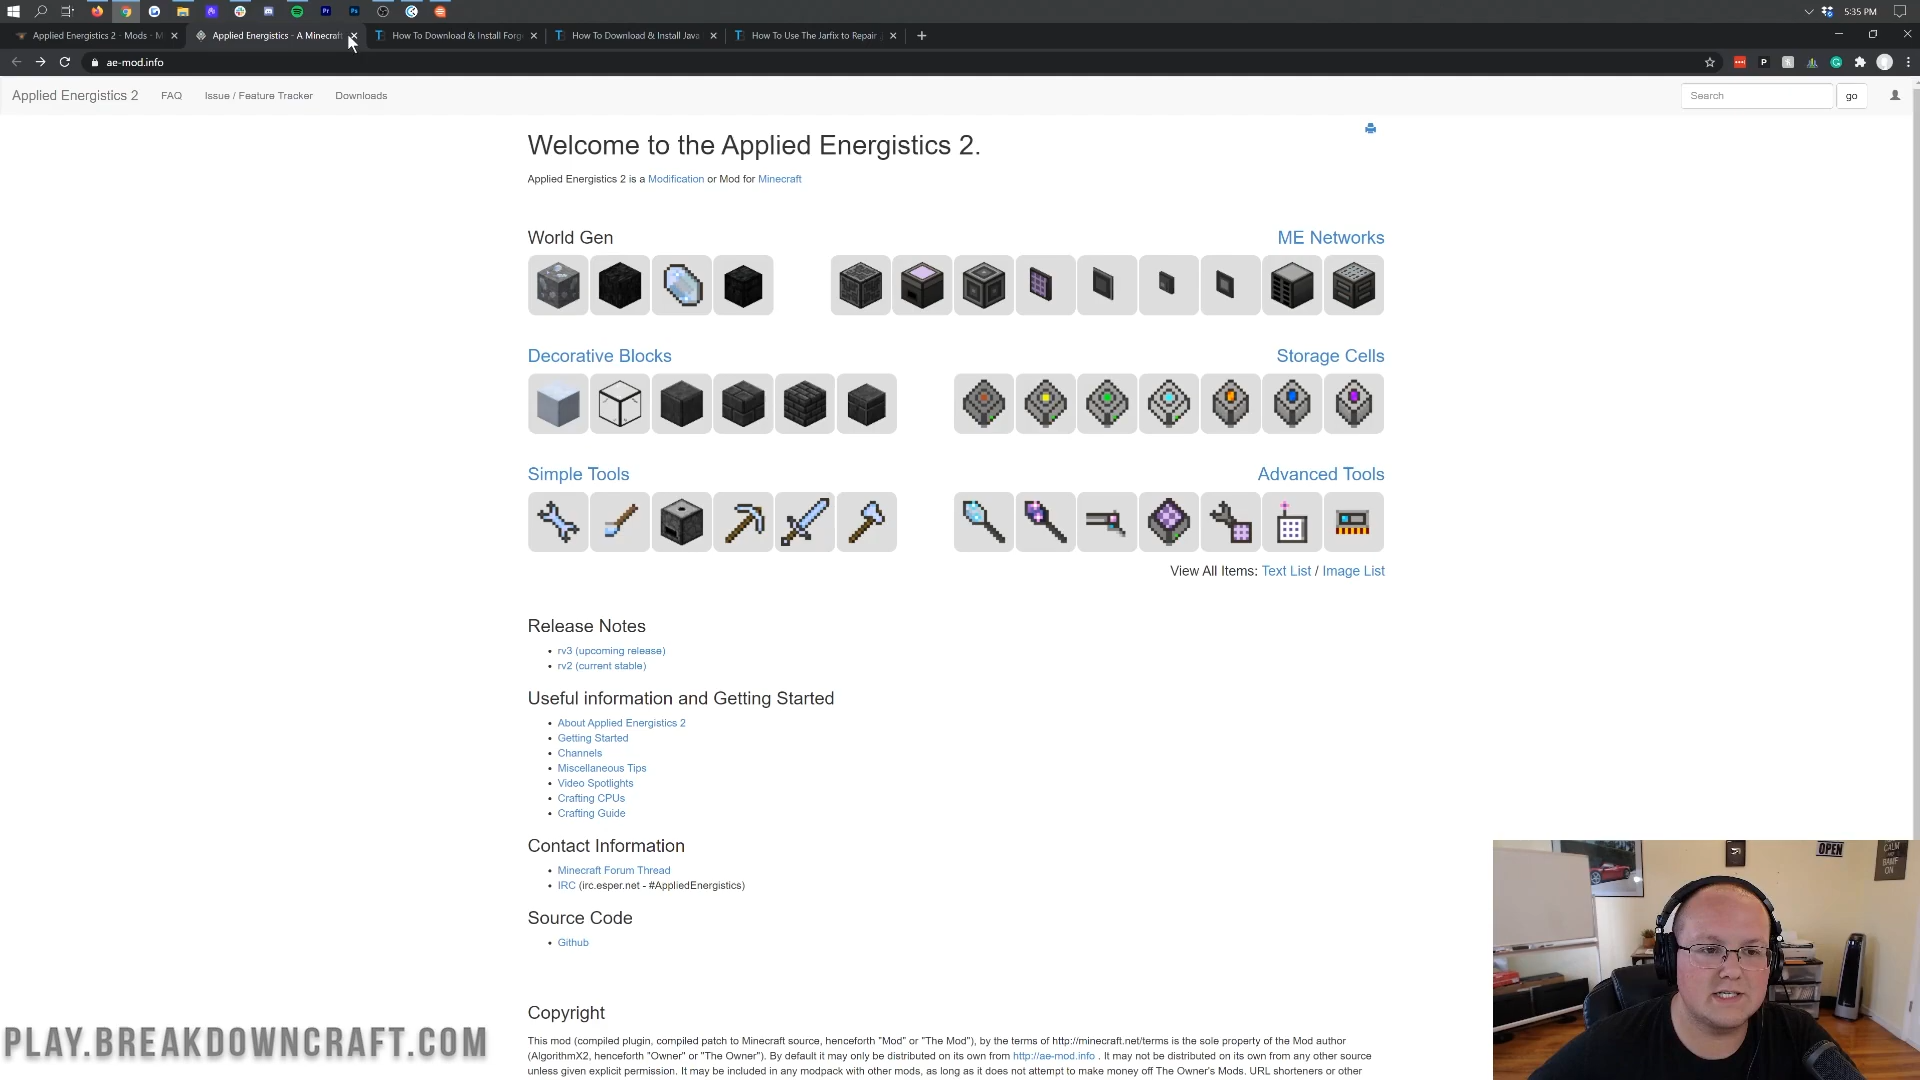 5:35 PM
Applied Energistics 2 - Mods - M
Applied Energistics - A Minecraft
How To Download & Install Forg
How To Download & Install Java
How To Use The Jarfix to Repair
ae-mod.info
Applied Energistics 2
FAQ
Issue / Feature Tracker
Downloads
Search
go
Welcome to the Applied Energistics 2.
Applied Energistics 2 is a Modification or Mod for Minecraft
World Gen
ME Networks
Decorative Blocks
Storage Cells
Simple Tools
Advanced Tools
View All Items: Text List / Image List
Release Notes
rv3 (upcoming release)
rv2 (current stable)
Useful information and Getting Started
About Applied Energistics 2
Getting Started
Channels
Miscellaneous Tips
Video Spotlights
Crafting CPUs
Crafting Guide
Contact Information
Minecraft Forum Thread
IRC (irc.esper.net - #AppliedEnergistics)
Source Code
Github
Copyright
This mod (compiled plugin, compiled patch to Minecraft source, henceforth "Mod" or "The Mod"), by the terms of http://minecraft.net/terms is the sole property of the Mod author
(AlgorithmX2, henceforth "Owner" or "The Owner"). By default it may only be distributed on its own from http://ae-mod.info . It may not be distributed on its own from any other source
unless given explicit permission. It may be included in any modpack with other mods, as long as it does not attempt to make money off The Owner's Mods. URL shorteners or other
PLAY.BREAKDOWNCRAFT.COM
OPEN
CALM
AND
GAME
ON